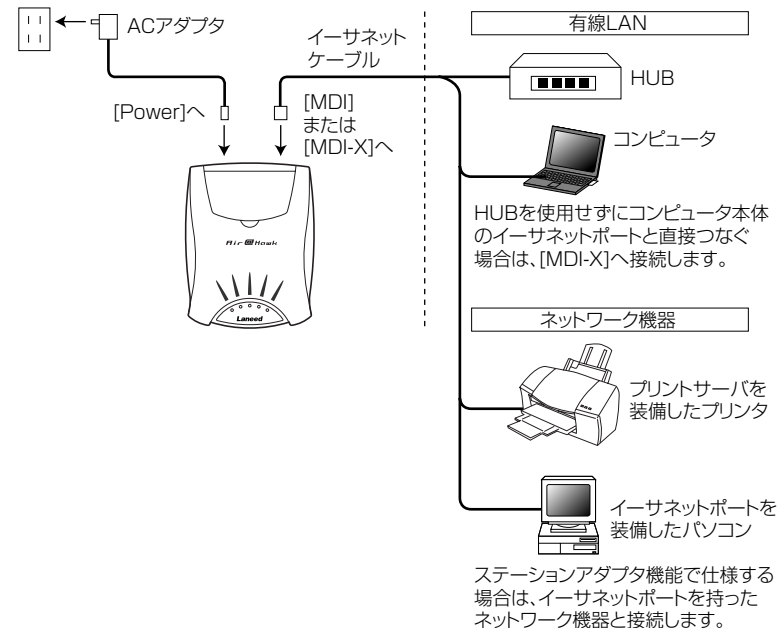 ACアダプタ
イーサネット
ケーブル
[Power]へ
[MDI]
または
[MDI-X]へ
Air@Hawk
Laneed
有線LAN
HUB
コンピュータ
HUBを使用せずにコンピュータ本体
のイーサネットポートと直接つなぐ
場合は、[MDI-X]へ接続します。
ネットワーク機器
プリントサーバを
装備したプリンタ
イーサネットポートを
装備したパソコン
ステーションアダプタ機能で仕様する
場合は、イーサネットポートを持った
ネットワーク機器と接続します。